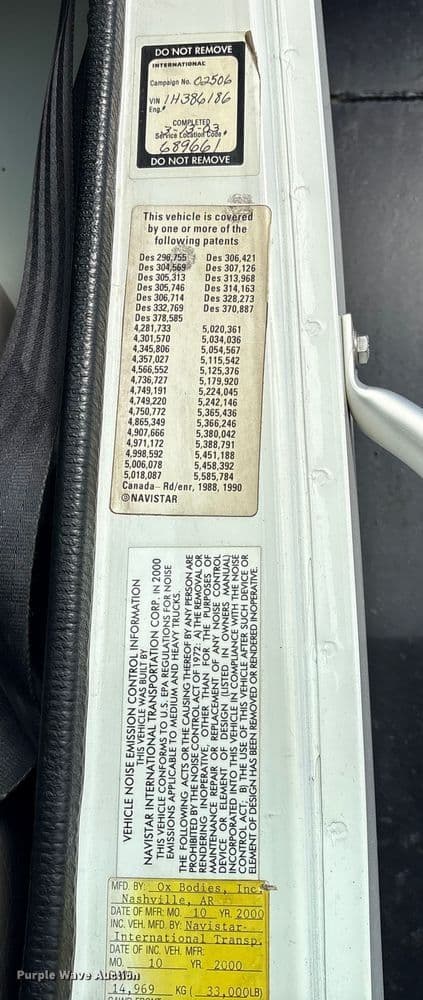 DO NOT REMOVE
INTERNATIONAL
Campaign No. 02506
VIN 1H386186
Eng.#
COMPLETED
3-13-03
Service Location Code
689661
DO NOT REMOVE
This vehicle is covered
by one or more of the
following patents
Des 296,755 Des 306,421
Des 304,569 Des 307,126
Des 305,313 Des 313,968
Des 305,746 Des 314,163
Des 306,714 Des 328,273
Des 332,769 Des 370,887
Des 378,585
4,281,733 5,020,361
4,301,570 5,034,036
4,345,806 5,054,567
4,357,027 5,115,542
4,566,552 5,125,376
4,736,727 5,179,920
4,749,191 5,224,045
4,749,220 5,242,146
4,750,772 5,365,436
4,865,349 5,366,246
4,907,666 5,380,042
4,971,172 5,388,791
4,998,592 5,451,188
5,006,078 5,458,392
5,018,087 5,585,784
Canada- Rd/enr, 1988, 1990
© NAVISTAR
VEHICLE NOISE EMISSION CONTROL INFORMATION
THIS VEHICLE WAS BUILT BY
NAVISTAR INTERNATIONAL TRANSPORTATION CORP. IN 2000
THIS VEHICLE CONFORMS TO U.S. EPA REGULATIONS FOR NOISE
EMISSIONS APPLICABLE TO MEDIUM AND HEAVY TRUCKS.
THE FOLLOWING ACTS OR THE CAUSING THEREOF BY ANY PERSON ARE
PROHIBITED BY THE NOISE CONTROL ACT OF 1972. A) THE REMOVAL OR
RENDERING INOPERATIVE, OTHER THAN FOR THE PURPOSES OF
MAINTENANCE REPAIR OR REPLACEMENT OF ANY NOISE CONTROL
DEVICE OR ELEMENT OF DESIGN (LISTED IN OWNERS MANUAL)
INCORPORATED INTO THIS VEHICLE IN COMPLIANCE WITH THE NOISE
CONTROL ACT: B) THE USE OF THIS VEHICLE AFTER SUCH DEVICE OR
ELEMENT OF DESIGN HAS BEEN REMOVED OR RENDERED INOPERATIVE.
MFD. BY: Ox Bodies, Inc.
Nashville, AR
DATE OF MFR: MO. 10 YR. 2000
INC. VEH. MFD. BY: Navistar-
International Transp.
DATE OF INC. VEH. MFR:
MO. 10 YR. 2000
Purple Wave Auction
14,969 KG ( 33,000LB)
GAWR FRONT